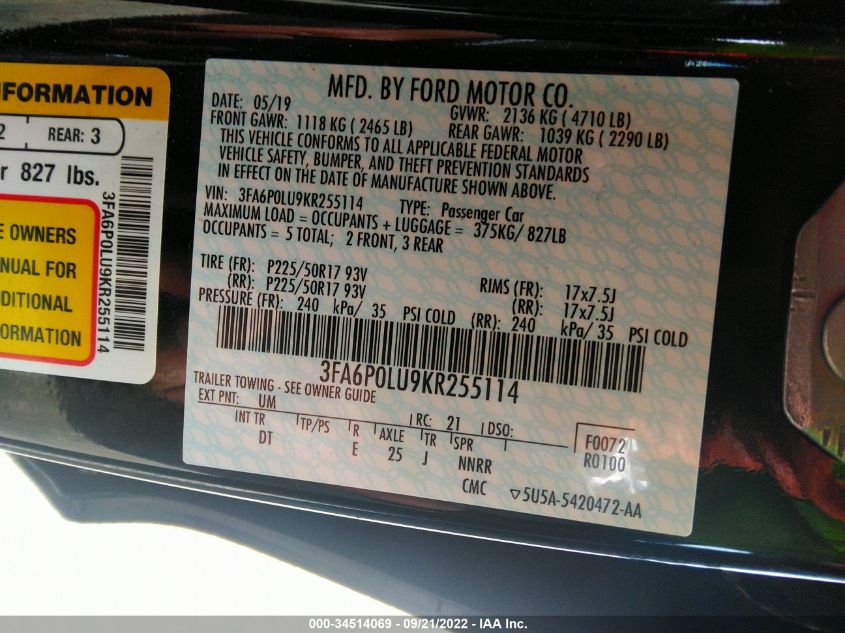 NFORMATION
2 REAR: 3
r 827 lbs.
3FA6P0LU9KR255114
E OWNERS
ANUAL FOR
DITIONAL
FORMATION
MFD. BY FORD MOTOR CO.
DATE: 05/19 GVWR: 2136 KG ( 4710 LB)
FRONT GAWR: 1118 KG ( 2465 LB) REAR GAWR: 1039 KG ( 2290 LB)
THIS VEHICLE CONFORMS TO ALL APPLICABLE FEDERAL MOTOR
VEHICLE SAFETY, BUMPER, AND THEFT PREVENTION STANDARDS
IN EFFECT ON THE DATE OF MANUFACTURE SHOWN ABOVE.
VIN: 3FA6P0LU9KR255114 TYPE: Passenger Car
MAXIMUM LOAD = OCCUPANTS + LUGGAGE = 375KG/ 827LB
OCCUPANTS = 5 TOTAL; 2 FRONT, 3 REAR
TIRE (FR): P225/50R17 93V RIMS (FR): 17x7.5J
(RR): P225/50R17 93V (RR): 17x7.5J
PRESSURE (FR): 240 kPa/ 35 PSI COLD (RR): 240 kPa/ 35 PSI COLD
3FA6P0LU9KR255114
TRAILER TOWING - SEE OWNER GUIDE
EXT PNT: UM RC: 21 DSO:
INT TR TP/PS R AXLE TR SPR F0072
DT E 25 J NNRR R0100
CMC ▽5U5A-5420472-AA
000-34514069 - 09/21/2022 - IAA Inc.